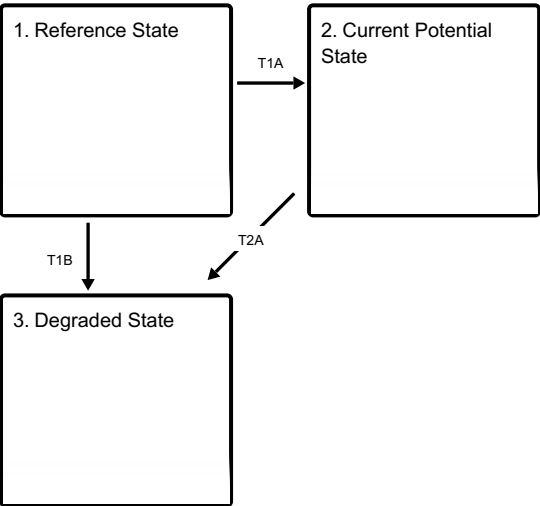 1. Reference State
2. Current Potential
State
T1A
T1B
T2A
3. Degraded State